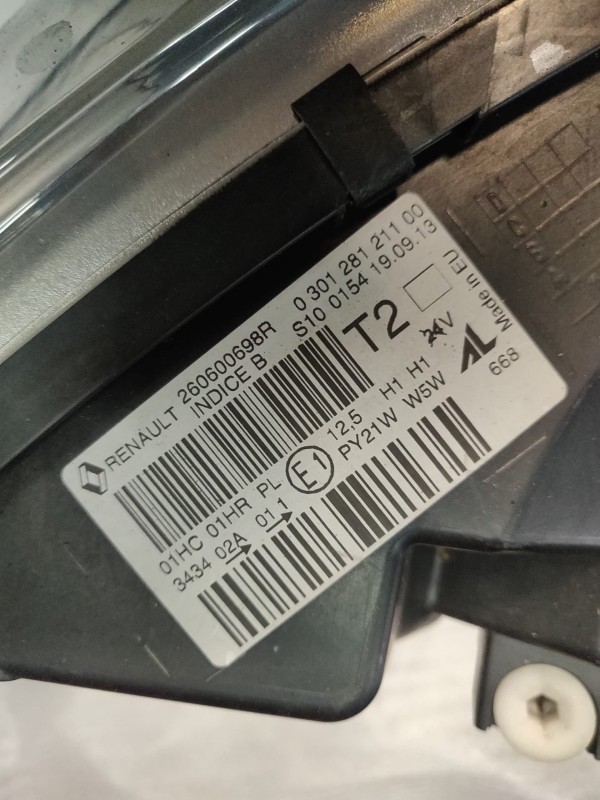 RENAULT 260600698R 0 301 281 211 00
INDICE B S10 0154 19.09.13
T2
24V
Made in EU
01HC 01HR PL E1 12,5 H1 H1
3434 02A 01.1 PY21W W5W
AL
668